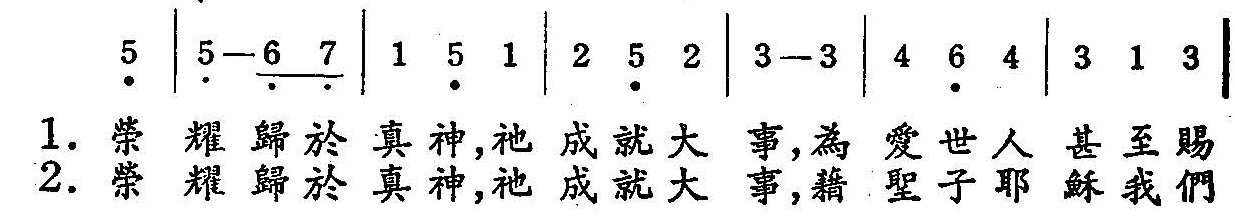 5 | 5 — 6 7 | 1 5 1 | 2 5 2 | 3 — 3 | 4 6 4 | 3 1 3 |
1. 榮 耀 歸 於 真 神,祂 成 就 大 事,為 愛 世 人 甚 至 賜
2. 榮 耀 歸 於 真 神,祂 成 就 大 事,藉 聖 子 耶 穌 我 們